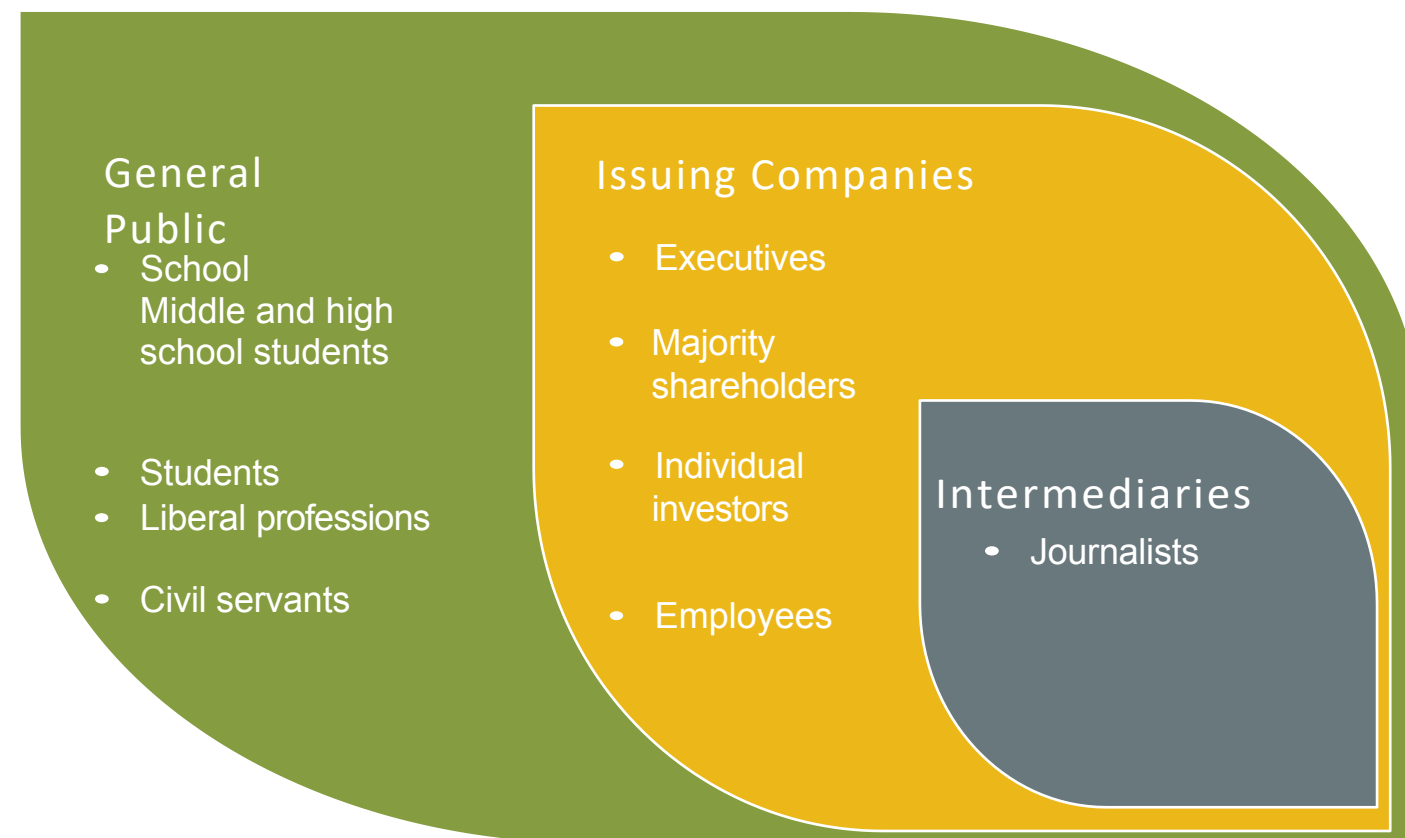 General
Public
• School
Middle and high
school students
• Students
• Liberal professions
• Civil servants
Issuing Companies
• Executives
• Majority
shareholders
• Individual
investors
• Employees
Intermediaries
• Journalists